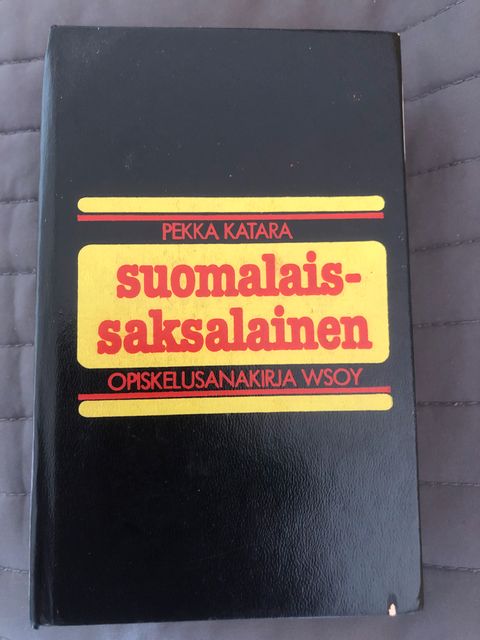 PEKKA KATARA
suomalais-
saksalainen
OPISKELUSANAKIRJA WSOY